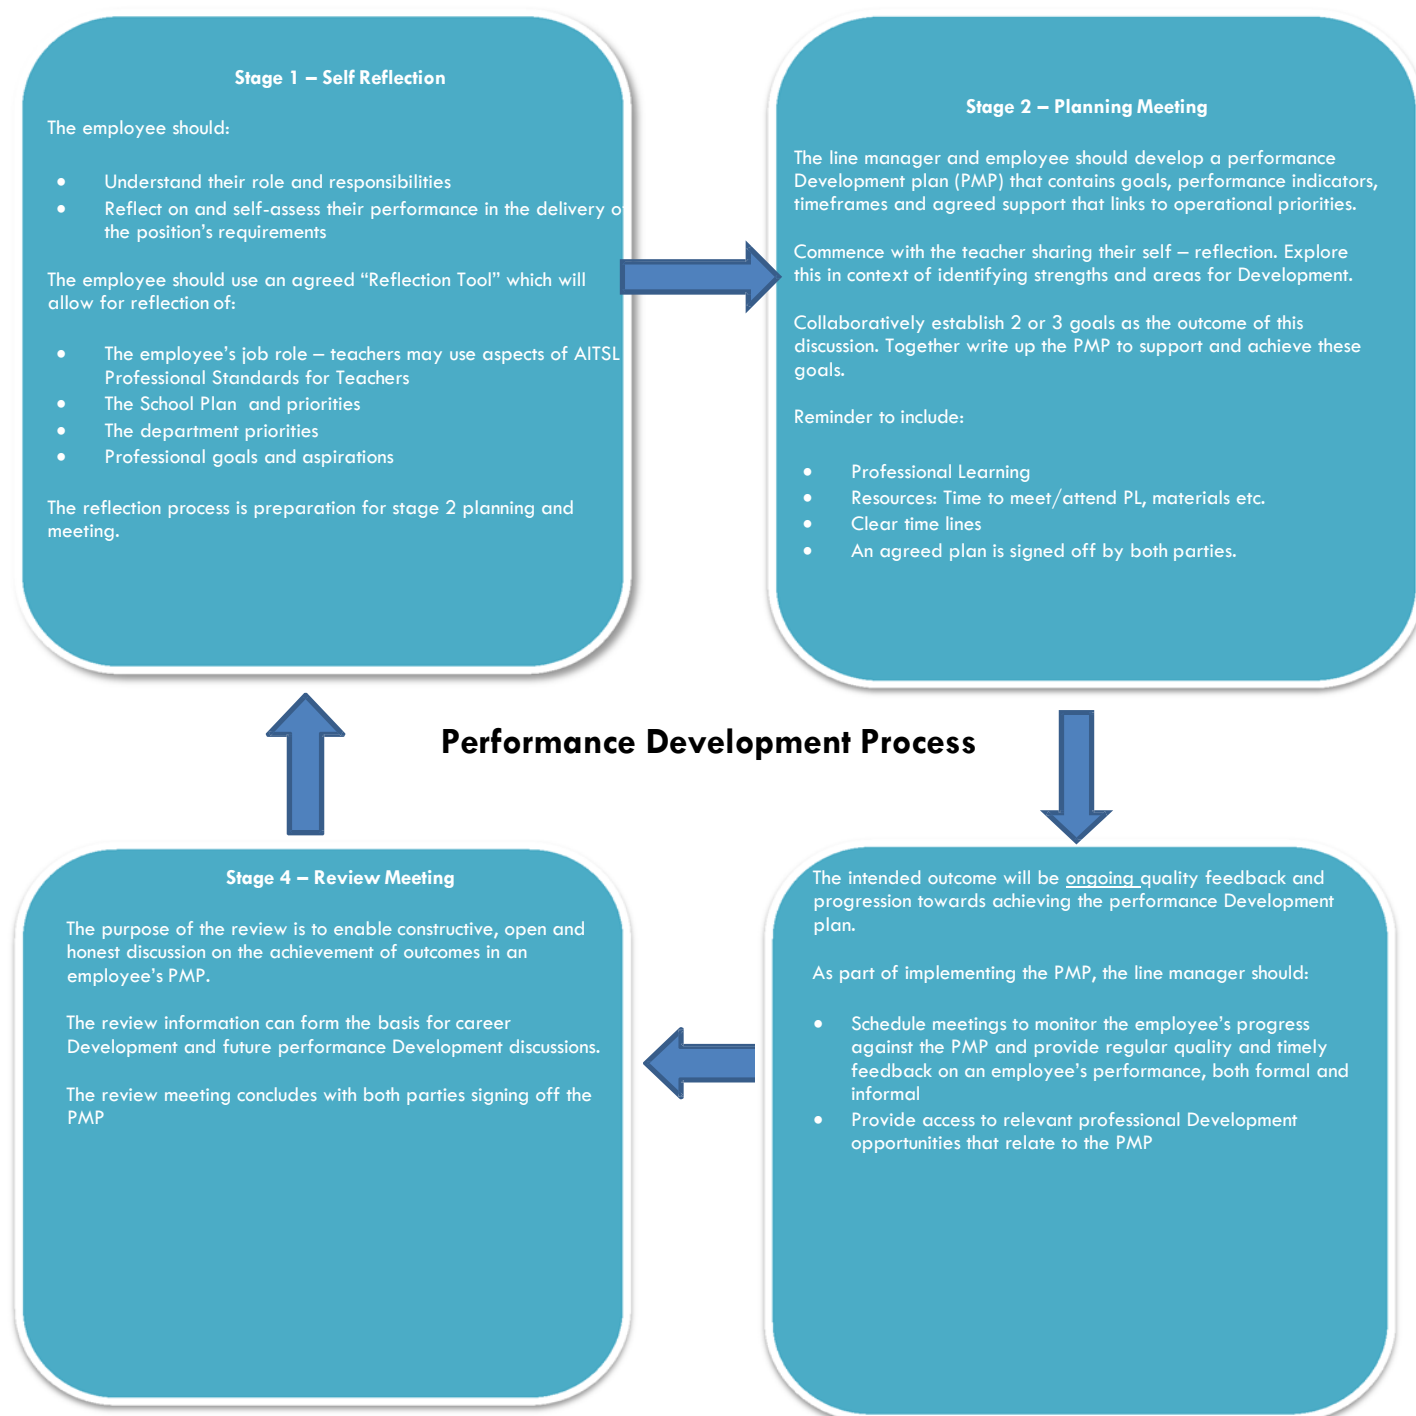 Stage 1 – Self Reflection
The employee should:
• Understand their role and responsibilities
• Reflect on and self-assess their performance in the delivery of
the position's requirements
The employee should use an agreed “Reflection Tool” which will
allow for reflection of:
• The employee's job role – teachers may use aspects of AITSL
Professional Standards for Teachers
• The School Plan and priorities
• The department priorities
• Professional goals and aspirations
The reflection process is preparation for stage 2 planning and
meeting.
Stage 2 – Planning Meeting
The line manager and employee should develop a performance
Development plan (PMP) that contains goals, performance indicators,
timeframes and agreed support that links to operational priorities.
Commence with the teacher sharing their self – reflection. Explore
this in context of identifying strengths and areas for Development.
Collaboratively establish 2 or 3 goals as the outcome of this
discussion. Together write up the PMP to support and achieve these
goals.
Reminder to include:
• Professional Learning
• Resources: Time to meet/attend PL, materials etc.
• Clear time lines
• An agreed plan is signed off by both parties.
Performance Development Process
The intended outcome will be ongoing quality feedback and
progression towards achieving the performance Development
plan.
As part of implementing the PMP, the line manager should:
• Schedule meetings to monitor the employee's progress
against the PMP and provide regular quality and timely
feedback on an employee's performance, both formal and
informal
• Provide access to relevant professional Development
opportunities that relate to the PMP
Stage 4 – Review Meeting
The purpose of the review is to enable constructive, open and
honest discussion on the achievement of outcomes in an
employee's PMP.
The review information can form the basis for career
Development and future performance Development discussions.
The review meeting concludes with both parties signing off the
PMP